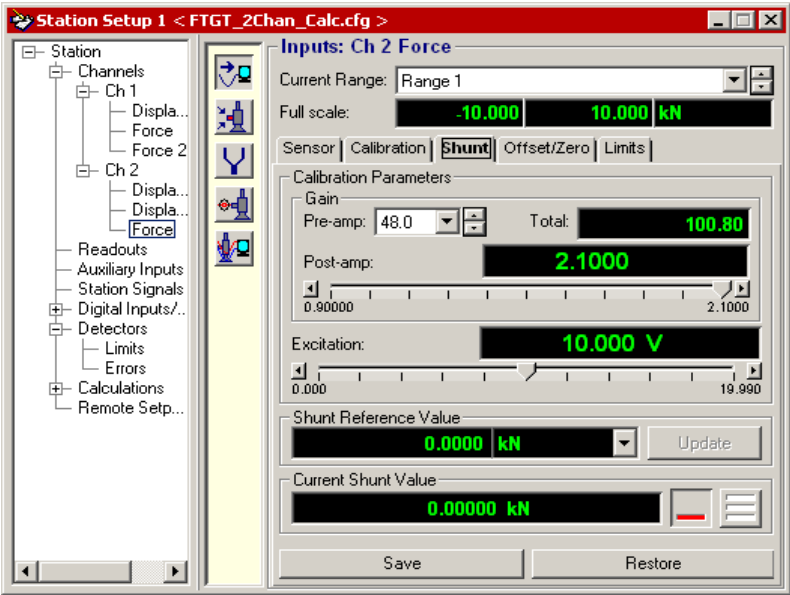 Station Setup 1 < FTGT_2Chan_Calc.cfg >
Station
Channels
Ch 1
Displa...
Force
Force 2
Ch 2
Displa...
Displa...
Force
Readouts
Auxiliary Inputs
Station Signals
Digital Inputs/..
Detectors
Limits
Errors
Calculations
Remote Setp...
Inputs: Ch 2 Force
Current Range: Range 1
Full scale: -10.000 10.000 kN
Sensor Calibration Shunt Offset/Zero Limits
Calibration Parameters
Gain
Pre-amp: 48.0 Total: 100.80
Post-amp: 2.1000
0.90000 2.1000
Excitation: 10.000 V
0.000 19.990
Shunt Reference Value
0.0000 kN Update
Current Shunt Value
0.00000 kN
Save Restore